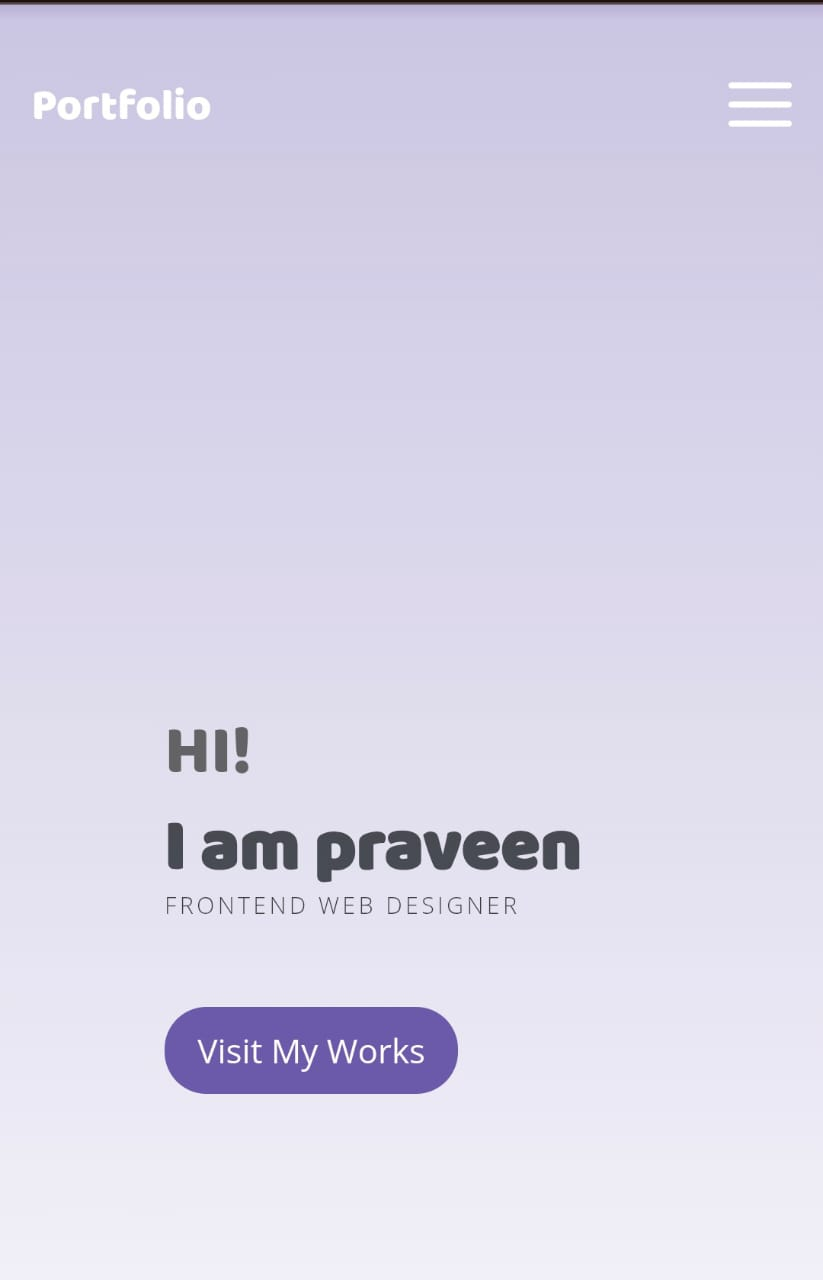 Portfolio
HI!
I am praveen
FRONTEND WEB DESIGNER
Visit My Works